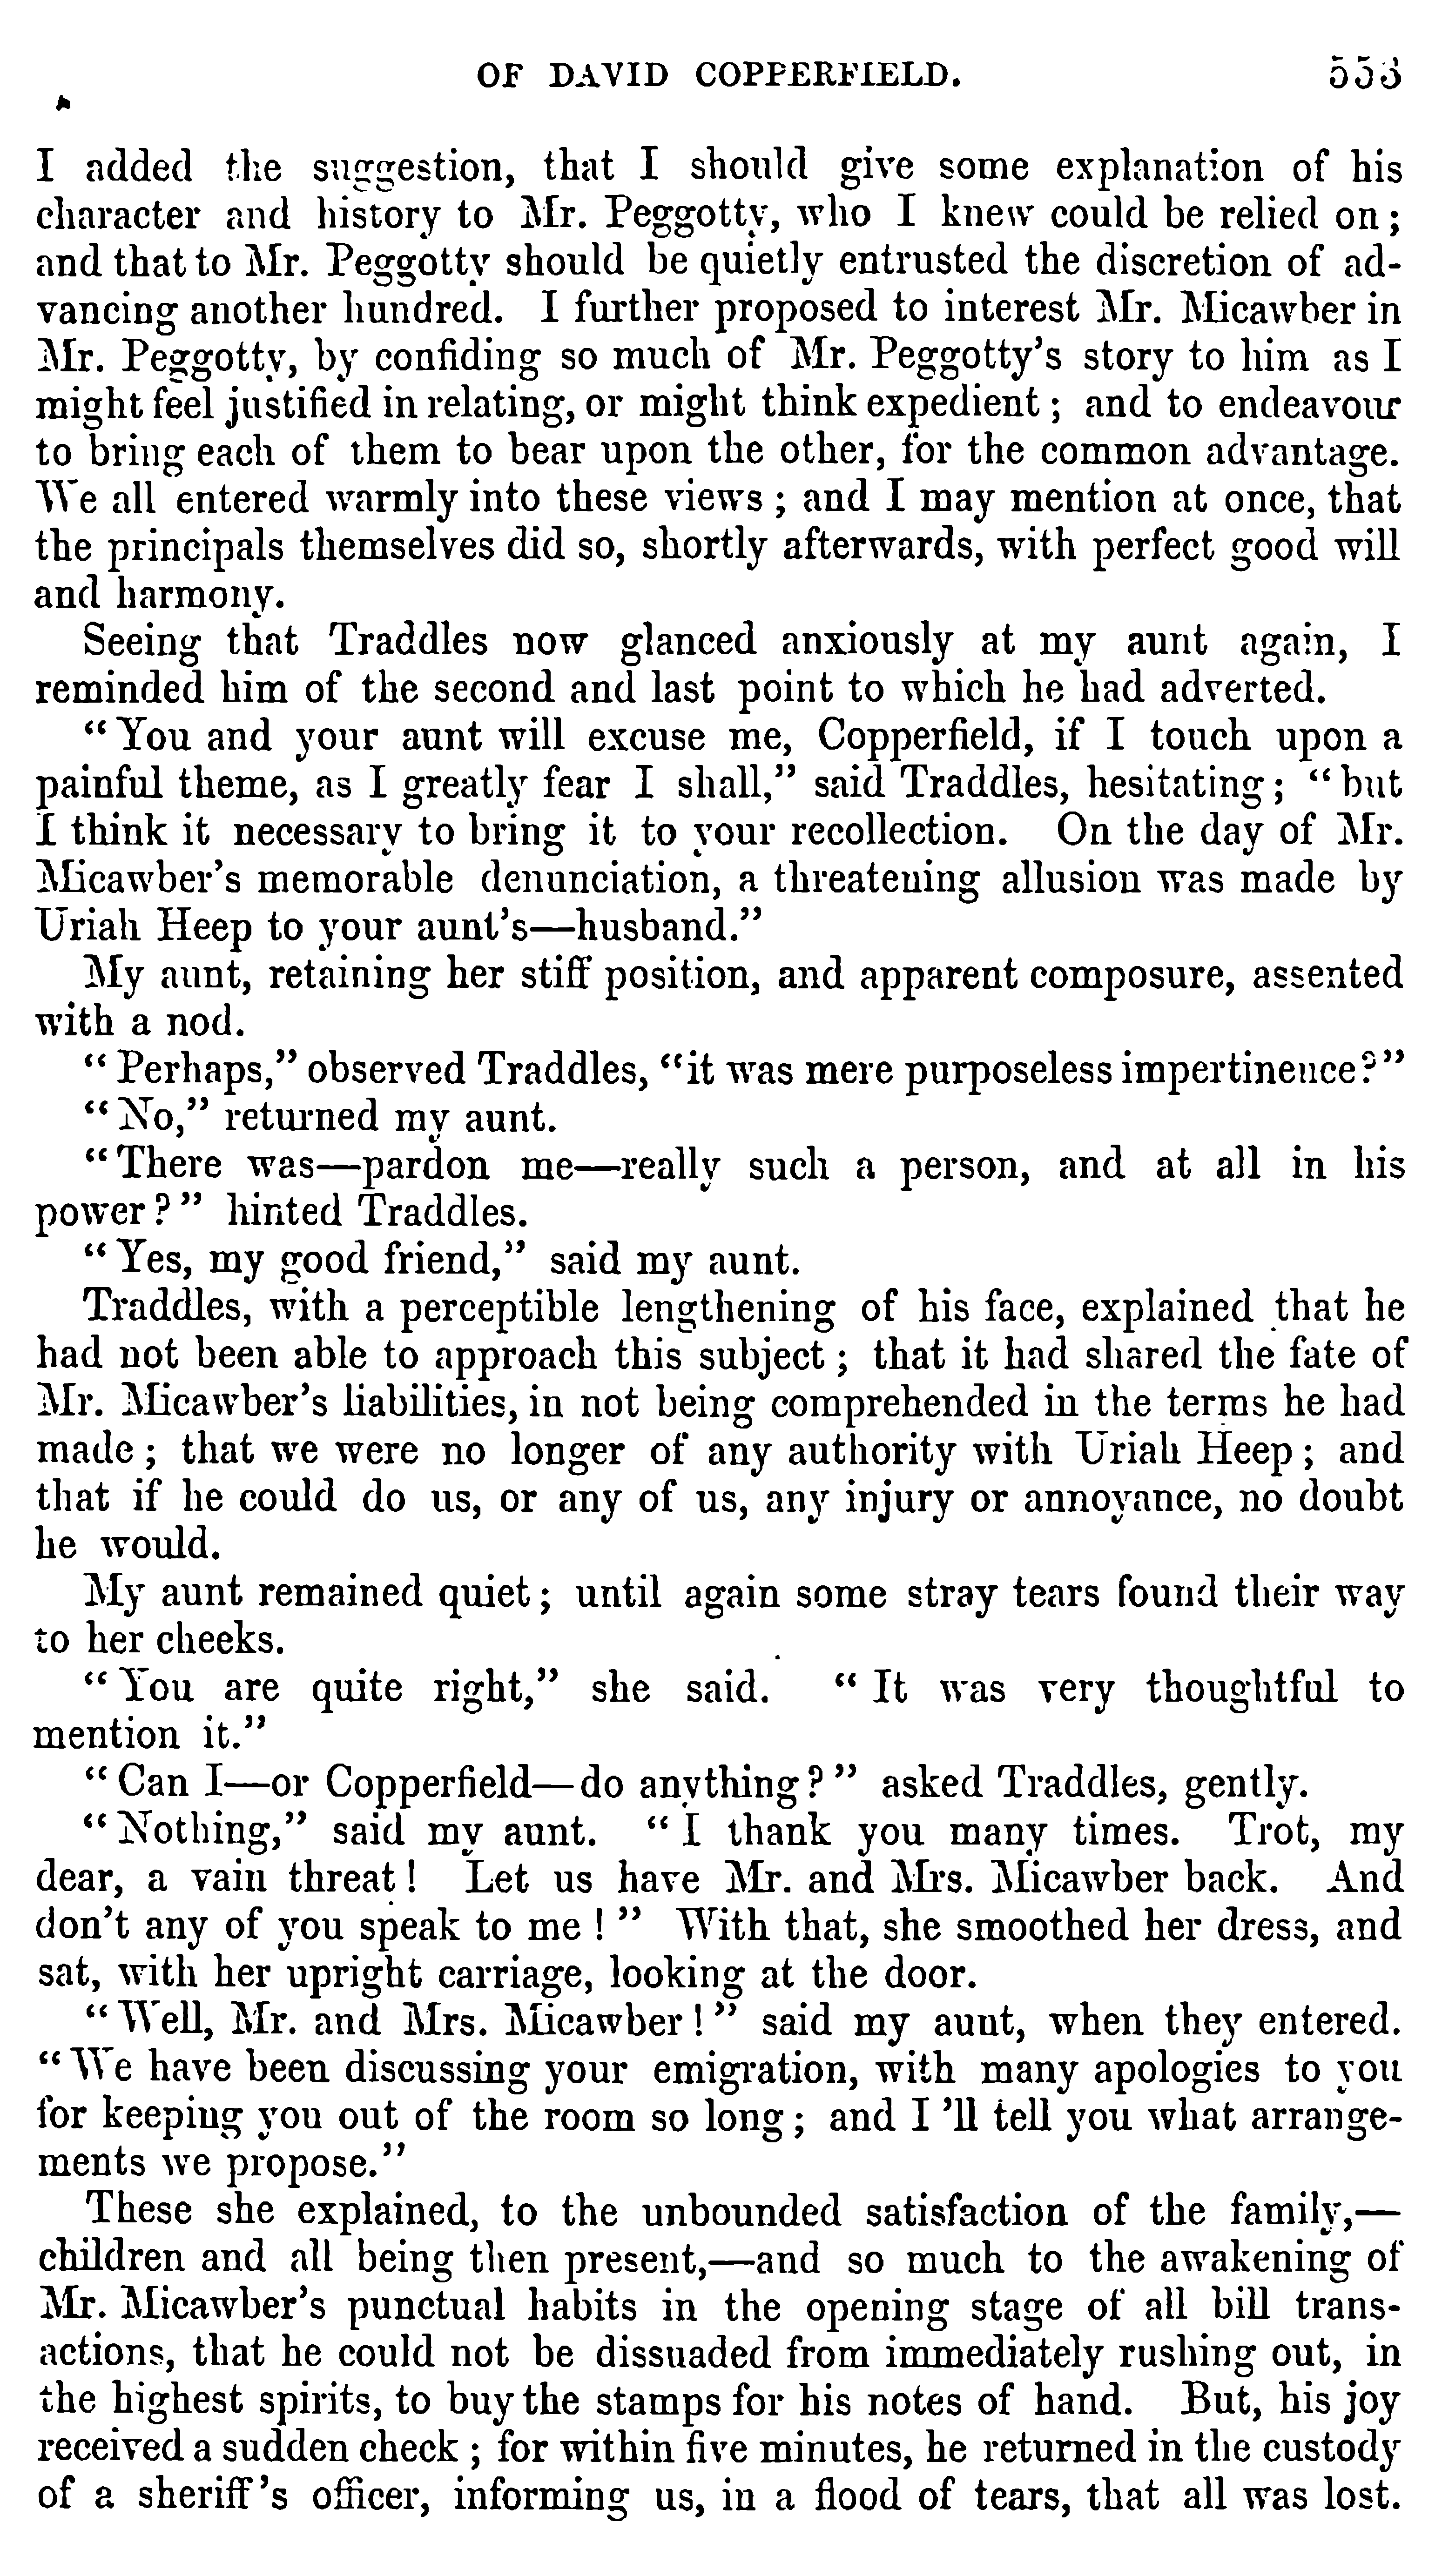 OF DAVID COPPERFIELD. 553
I added the suggestion, that I should give some explanation of his
character and history to Mr. Peggotty, who I knew could be relied on;
and that to Mr. Peggotty should be quietly entrusted the discretion of ad-
vancing another hundred. I further proposed to interest Mr. Micawber in
Mr. Peggotty, by confiding so much of Mr. Peggotty's story to him as I
might feel justified in relating, or might think expedient; and to endeavour
to bring each of them to bear upon the other, for the common advantage.
We all entered warmly into these views; and I may mention at once, that
the principals themselves did so, shortly afterwards, with perfect good will
and harmony.
Seeing that Traddles now glanced anxiously at my aunt again, I
reminded him of the second and last point to which he had adverted.
"You and your aunt will excuse me, Copperfield, if I touch upon a
painful theme, as I greatly fear I shall," said Traddles, hesitating; "but
I think it necessary to bring it to your recollection. On the day of Mr.
Micawber's memorable denunciation, a threatening allusion was made by
Uriah Heep to your aunt's—husband."
My aunt, retaining her stiff position, and apparent composure, assented
with a nod.
"Perhaps," observed Traddles, "it was mere purposeless impertinence?"
"No," returned my aunt.
"There was—pardon me—really such a person, and at all in his
power?" hinted Traddles.
"Yes, my good friend," said my aunt.
Traddles, with a perceptible lengthening of his face, explained that he
had not been able to approach this subject; that it had shared the fate of
Mr. Micawber's liabilities, in not being comprehended in the terms he had
made; that we were no longer of any authority with Uriah Heep; and
that if he could do us, or any of us, any injury or annoyance, no doubt
he would.
My aunt remained quiet; until again some stray tears found their way
to her cheeks.
"You are quite right," she said. "It was very thoughtful to
mention it."
"Can I—or Copperfield—do anything?" asked Traddles, gently.
"Nothing," said my aunt. "I thank you many times. Trot, my
dear, a vain threat! Let us have Mr. and Mrs. Micawber back. And
don't any of you speak to me!" With that, she smoothed her dress, and
sat, with her upright carriage, looking at the door.
"Well, Mr. and Mrs. Micawber!" said my aunt, when they entered.
"We have been discussing your emigration, with many apologies to you
for keeping you out of the room so long; and I 'll tell you what arrange-
ments we propose."
These she explained, to the unbounded satisfaction of the family,—
children and all being then present,—and so much to the awakening of
Mr. Micawber's punctual habits in the opening stage of all bill trans-
actions, that he could not be dissuaded from immediately rushing out, in
the highest spirits, to buy the stamps for his notes of hand. But, his joy
received a sudden check; for within five minutes, he returned in the custody
of a sheriff's officer, informing us, in a flood of tears, that all was lost.